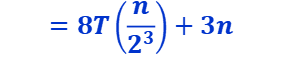 = 8T(n/2³) + 3n